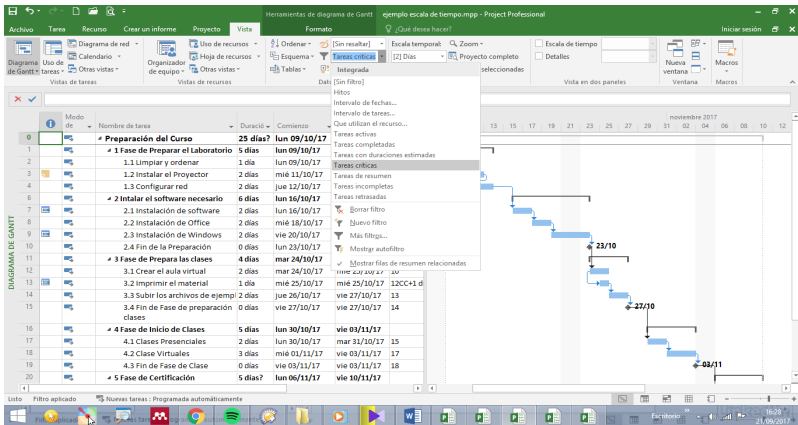 Herramientas de diagrama de Gantt
ejemplo escala de tiempo.mpp - Project Professional
Archivo Tarea Recurso Crear un informe Proyecto Vista Formato ¿Qué desea hacer? Iniciar sesión
Diagrama de Gantt
Uso de tareas
Diagrama de red
Calendario
Otras vistas
Vistas de tareas
Organizador de equipo
Uso de recursos
Hoja de recursos
Otras vistas
Vistas de recursos
Ordenar
Esquema
Tablas
[Sin resaltar]
Tareas críticas
Escala temporal:
[2] Días
Zoom
Proyecto completo
seleccionadas
Escala de tiempo
Detalles
Vista en dos paneles
Nueva ventana
Ventana
Macros
Macros
Integrada
[Sin filtro]
Hitos
Intervalo de fechas...
Intervalo de tareas...
Que utilizan el recurso...
Tareas activas
Tareas completadas
Tareas con duraciones estimadas
Tareas críticas
Tareas de resumen
Tareas incompletas
Tareas retrasadas
Borrar filtro
Nuevo filtro
Más filtros...
Mostrar autofiltro
Mostrar filas de resumen relacionadas
Modo de
Nombre de tarea
Duració
Comienzo
noviembre 2017
13 15 17 19 21 23 25 27 29 31 02 04 06 08 10 12
0 Preparación del Curso 25 días? lun 09/10/17
1 1 Fase de Preparar el Laboratorio 5 días lun 09/10/17
2 1.1 Limpiar y ordenar 1 día lun 09/10/17
3 1.2 Instalar el Proyector 2 días mié 11/10/17
4 1.3 Configurar red 2 días jue 12/10/17
6 2 Intalar el software necesario 6 días lun 16/10/17
7 2.1 Instalación de software 2 días lun 16/10/17
8 2.2 Instalación de Office 2 días mié 18/10/17
9 2.3 Instalación de Windows 2 días vie 20/10/17
10 2.4 Fin de la Preparación 0 días lun 23/10/17
23/10
11 3 Fase de Prepara las clases 4 días mar 24/10/17
12 3.1 Crear el aula virtual 2 días mar 24/10/17 mié 25/10/17 10
13 3.2 Imprimir el material 1 día mié 25/10/17 mié 25/10/17 12CC+1 d
14 3.3 Subir los archivos de ejempl 2 días jue 26/10/17 vie 27/10/17 13
15 3.4 Fin de Fase de preparación clases 0 días vie 27/10/17 vie 27/10/17 14
27/10
16 4 Fase de Inicio de Clases 5 días lun 30/10/17 vie 03/11/17
17 4.1 Clases Presenciales 2 días lun 30/10/17 mar 31/10/17 15
18 4.2 Clase Virtuales 3 días mié 01/11/17 vie 03/11/17 17
19 4.3 Fin de Fase de Clase 0 días vie 03/11/17 vie 03/11/17 18
03/11
20 5 Fase de Certificación 5 días? lun 06/11/17 vie 10/11/17
DIAGRAMA DE GANTT
Listo Filtro aplicado Nuevas tareas : Programada automáticamente
Escritorio
16:28
21/09/2017